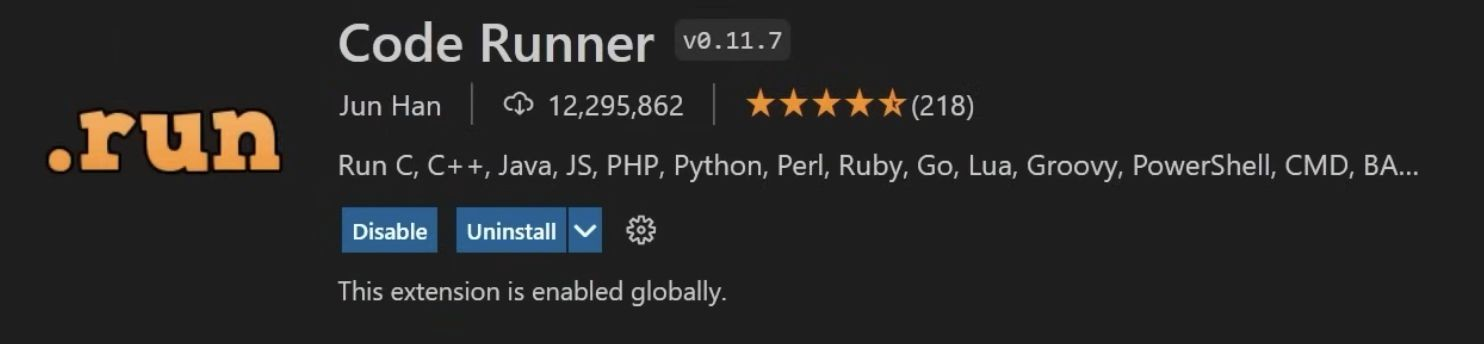 .run
Code Runner v0.11.7
Jun Han 12,295,862 (218)
Run C, C++, Java, JS, PHP, Python, Perl, Ruby, Go, Lua, Groovy, PowerShell, CMD, BA...
Disable Uninstall
This extension is enabled globally.